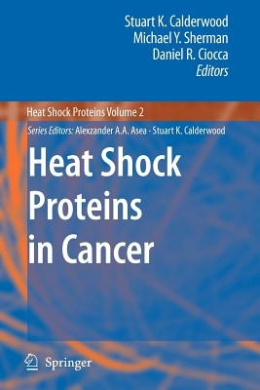 Stuart K. Calderwood
Michael Y. Sherman
Daniel R. Ciocca
Editors
Heat Shock Proteins Volume 2
Series Editors: Alexzander A.A. Asea · Stuart K. Calderwood
Heat Shock
Proteins
in Cancer
Springer